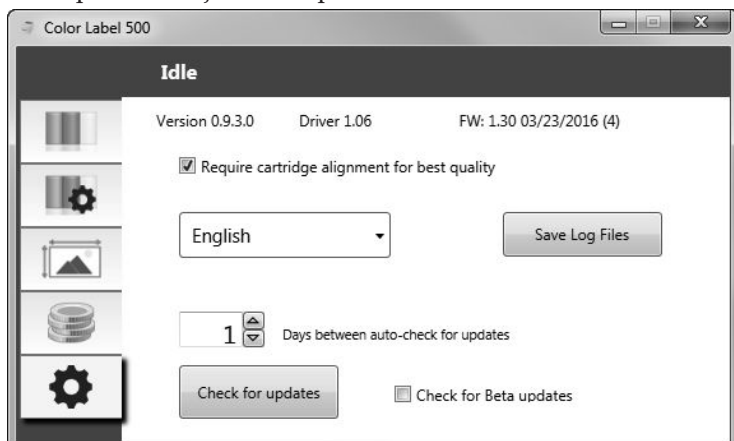 Color Label 500
Idle
Version 0.9.3.0 Driver 1.06 FW: 1.30 03/23/2016 (4)
Require cartridge alignment for best quality
English Save Log Files
1 Days between auto-check for updates
Check for updates Check for Beta updates